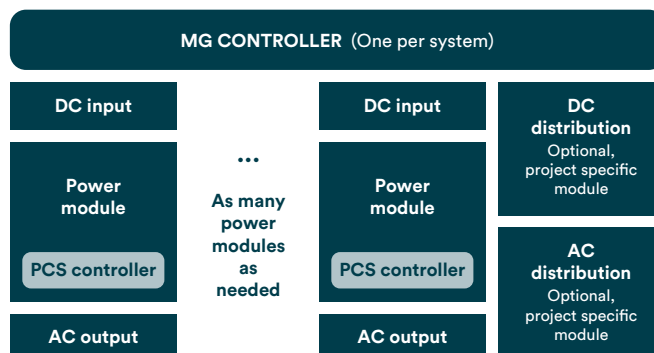 MG CONTROLLER (One per system)
DC input
Power
module
PCS controller
AC output
...
As many
power
modules
as
needed
DC input
Power
module
PCS controller
AC output
DC
distribution
Optional,
project specific
module
AC
distribution
Optional,
project specific
module